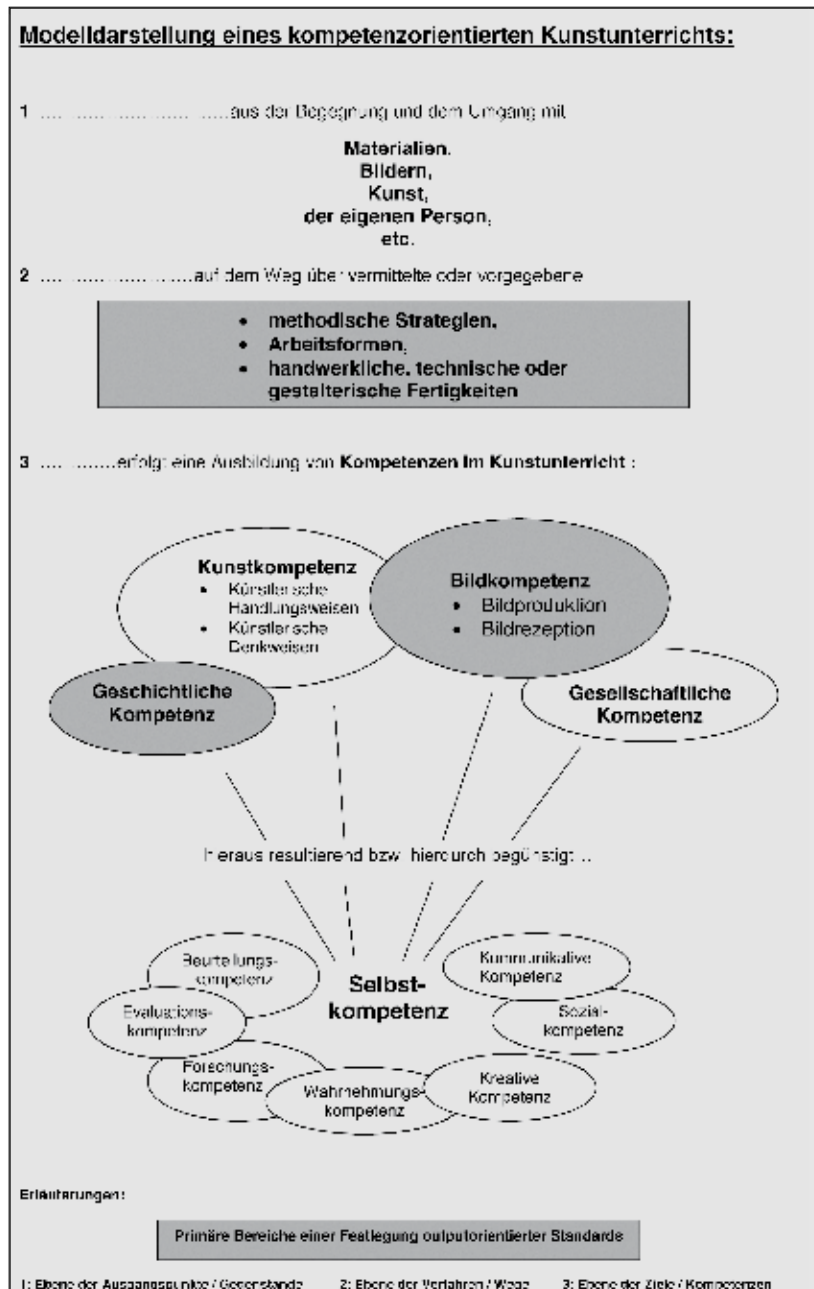 Modelldarstellung eines kompetenzorientierten Kunstunterrichts:
1 ................................aus der Begegnung und dem Umgang mit
Materialien,
Bildern,
Kunst,
der eigenen Person,
etc.
2 ..........................auf dem Weg über vermittelte oder vorgegebene
• methodische Strategien,
• Arbeitsformen,
• handwerkliche, technische oder
gestalterische Fertigkeiten
3 ..............erfolgt eine Ausbildung von Kompetenzen im Kunstunterricht :
Kunstkompetenz
• Künstlerische
Handlungsweisen
• Künstlerische
Denkweisen
Bildkompetenz
• Bildproduktion
• Bildrezeption
Geschichtliche
Kompetenz
Gesellschaftliche
Kompetenz
hieraus resultierend bzw. hierdurch begünstigt ...
Beurteilungs-
kompetenz
Evaluations-
kompetenz
Forschungs-
kompetenz
Wahrnehmungs-
kompetenz
Selbst-
kompetenz
Kommunikative
Kompetenz
Sozial-
kompetenz
Kreative
Kompetenz
Erläuterungen:
Primäre Bereiche einer Festlegung outputorientierter Standards
1: Ebene der Ausgangspunkte / Gegenstände 2: Ebene der Verfahren / Wege 3: Ebene der Ziele / Kompetenzen